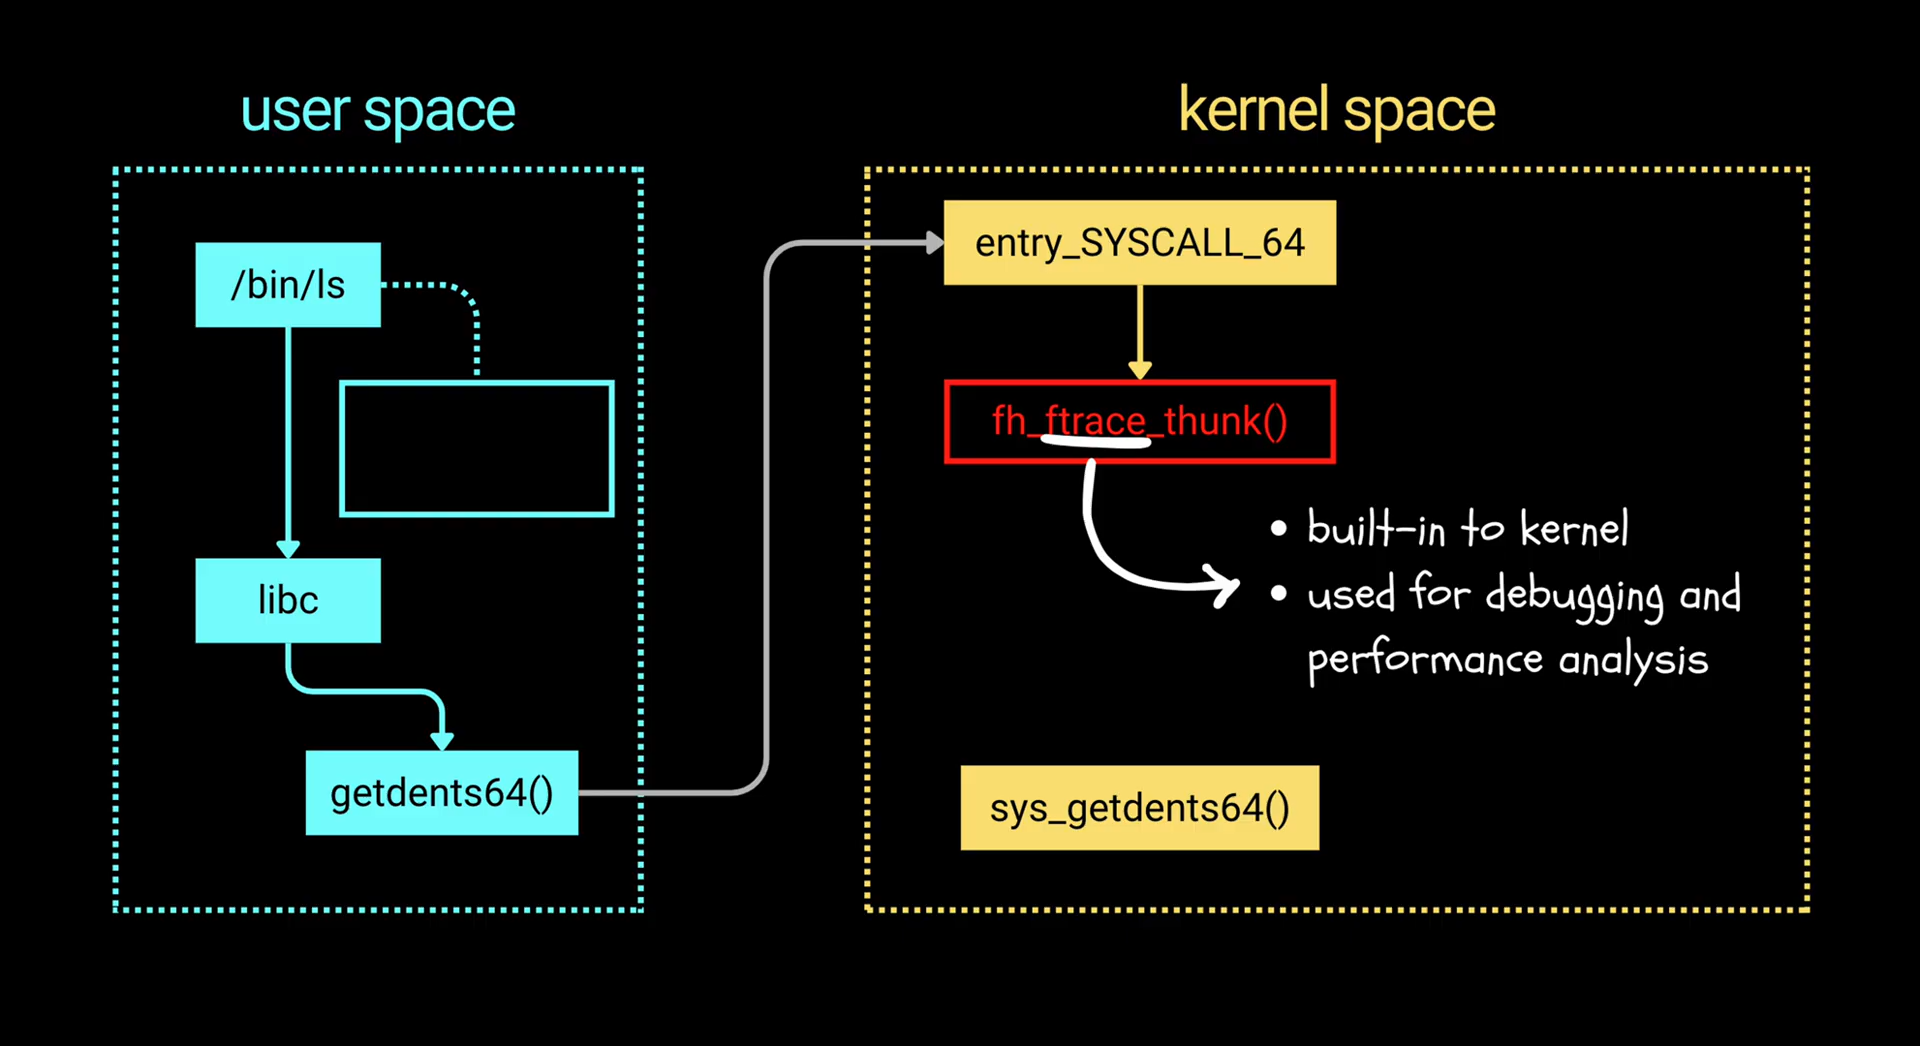 user space
kernel space
/bin/ls
libc
getdents64()
entry_SYSCALL_64
fh_ftrace_thunk()
• built-in to kernel
• used for debugging and
performance analysis
sys_getdents64()